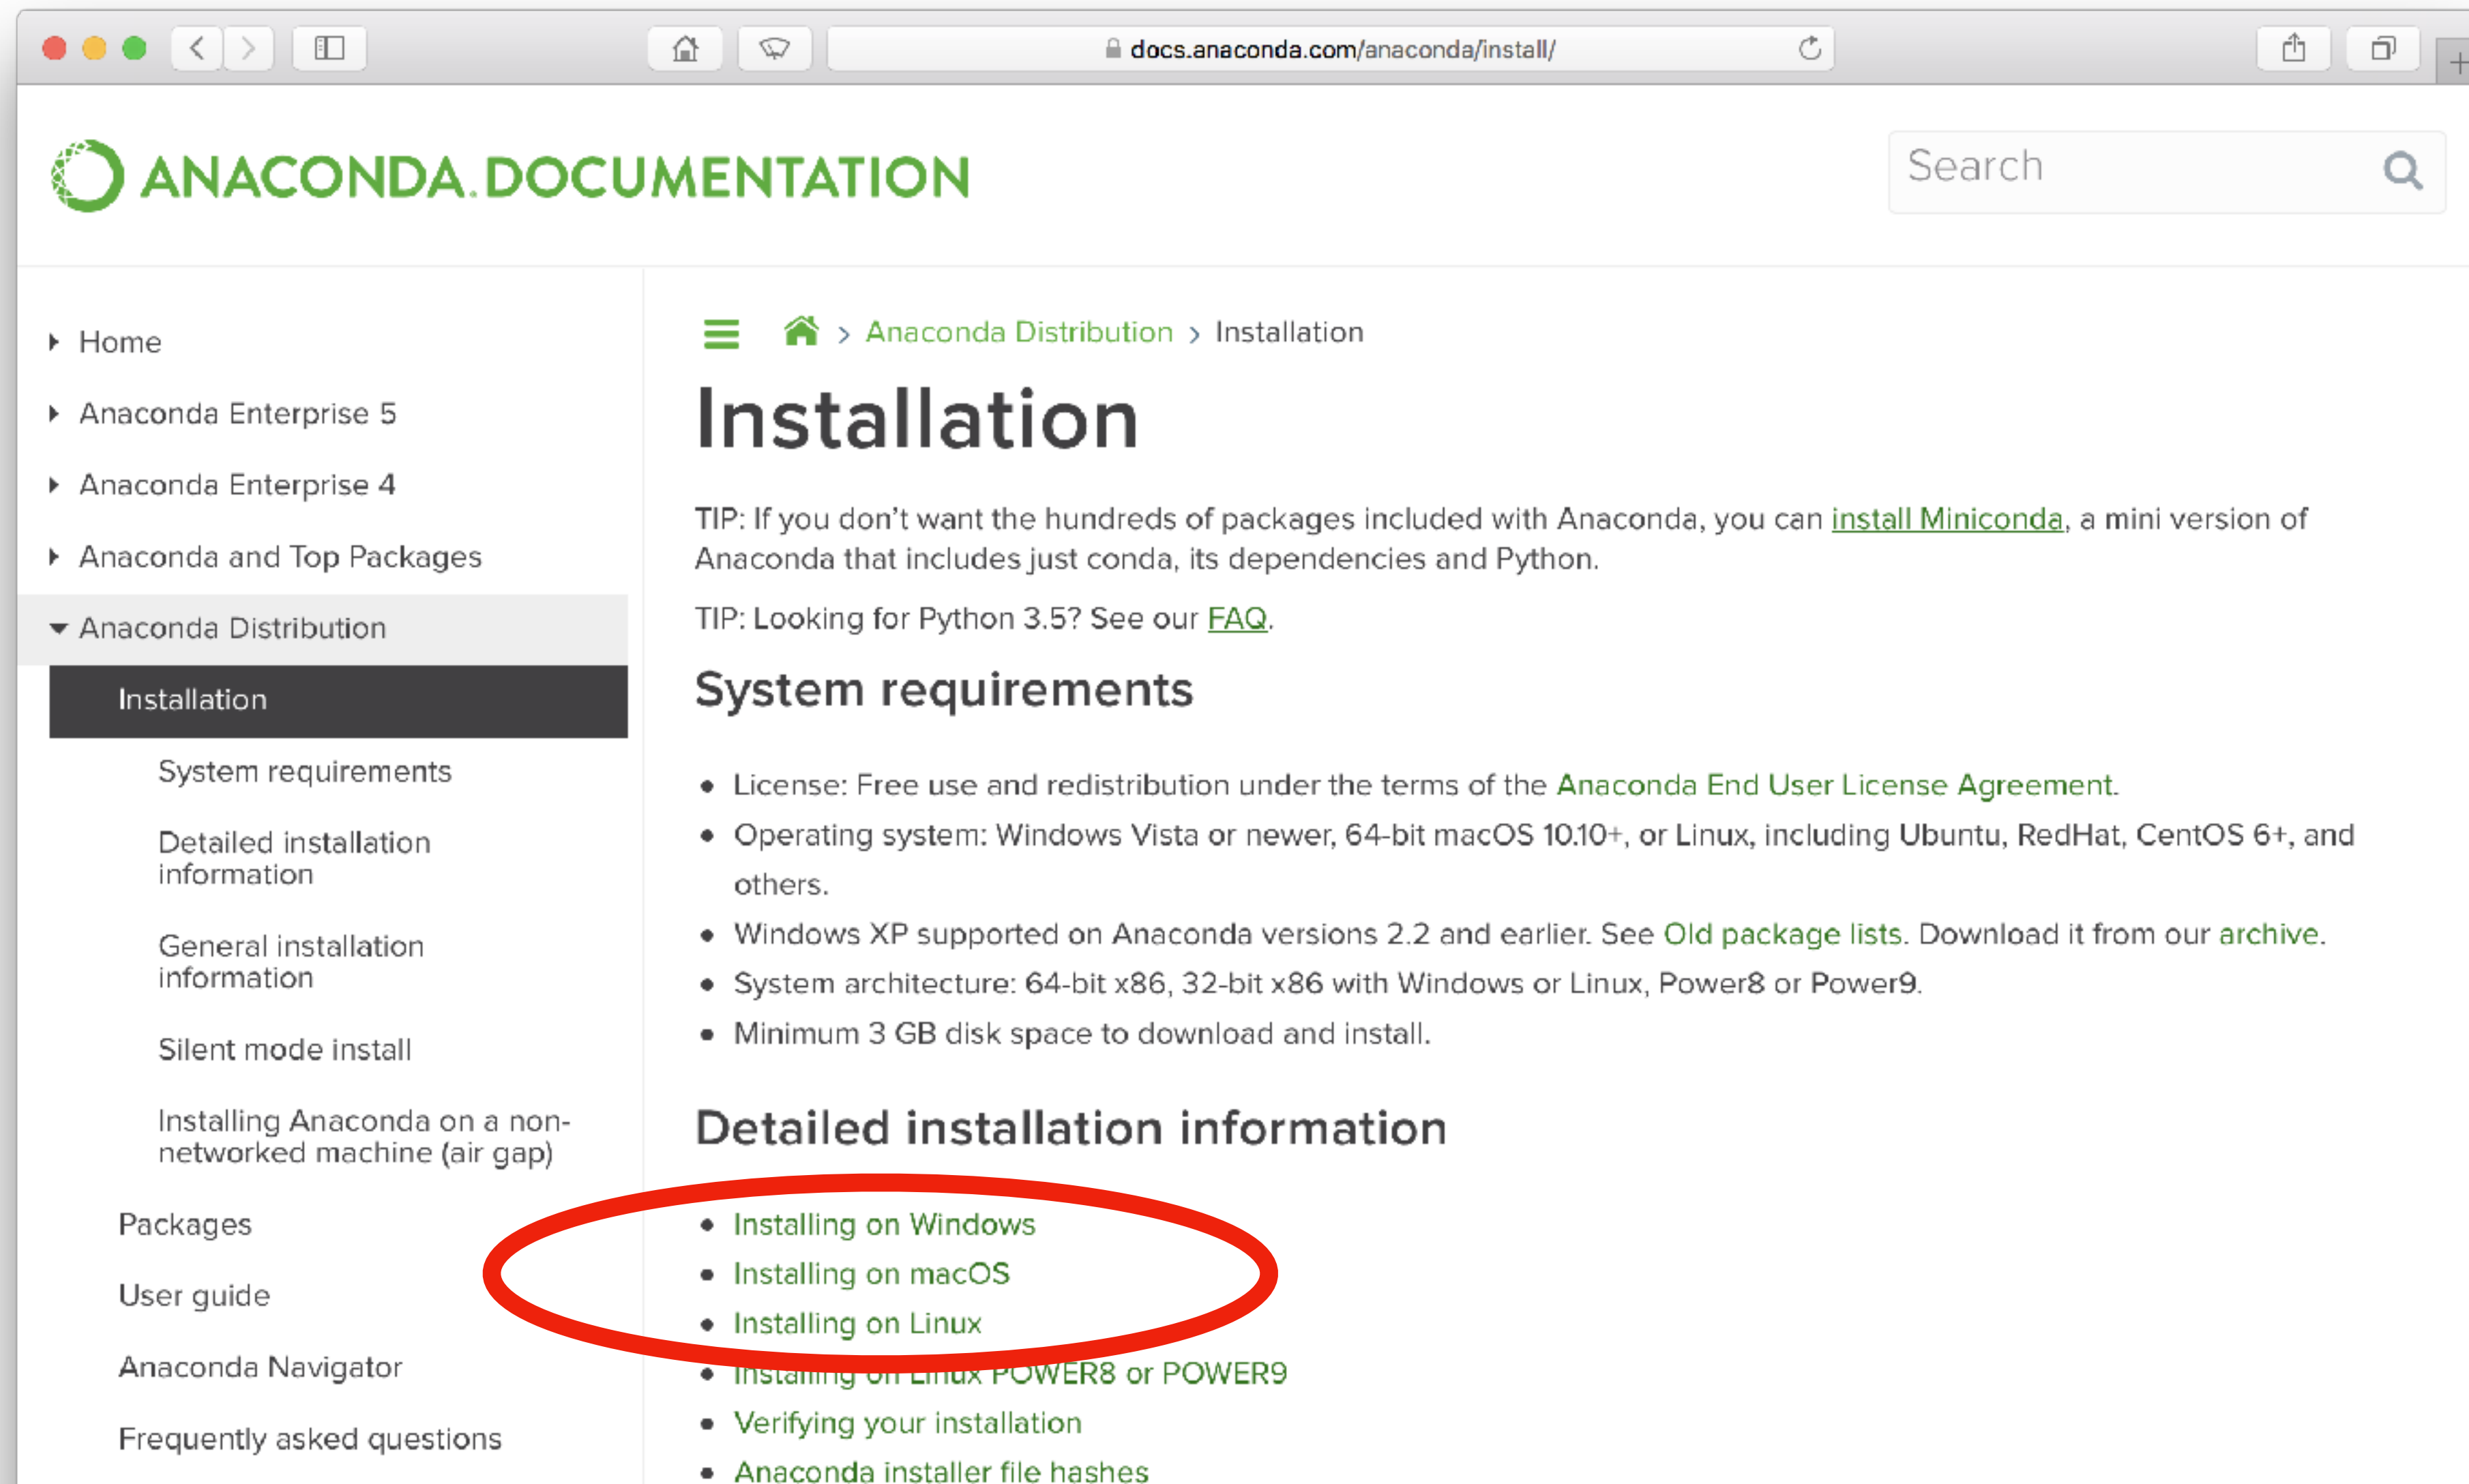 docs.anaconda.com/anaconda/install/
ANACONDA.DOCUMENTATION
Search
Home
Anaconda Enterprise 5
Anaconda Enterprise 4
Anaconda and Top Packages
Anaconda Distribution
Installation
System requirements
Detailed installation
information
General installation
information
Silent mode install
Installing Anaconda on a non-
networked machine (air gap)
Packages
User guide
Anaconda Navigator
Frequently asked questions
> Anaconda Distribution > Installation
Installation
TIP: If you don't want the hundreds of packages included with Anaconda, you can install Miniconda, a mini version of
Anaconda that includes just conda, its dependencies and Python.
TIP: Looking for Python 3.5? See our FAQ.
System requirements
• License: Free use and redistribution under the terms of the Anaconda End User License Agreement.
• Operating system: Windows Vista or newer, 64-bit macOS 10.10+, or Linux, including Ubuntu, RedHat, CentOS 6+, and
others.
• Windows XP supported on Anaconda versions 2.2 and earlier. See Old package lists. Download it from our archive.
• System architecture: 64-bit x86, 32-bit x86 with Windows or Linux, Power8 or Power9.
• Minimum 3 GB disk space to download and install.
Detailed installation information
• Installing on Windows
• Installing on macOS
• Installing on Linux
• Installing on Linux POWER8 or POWER9
• Verifying your installation
• Anaconda installer file hashes